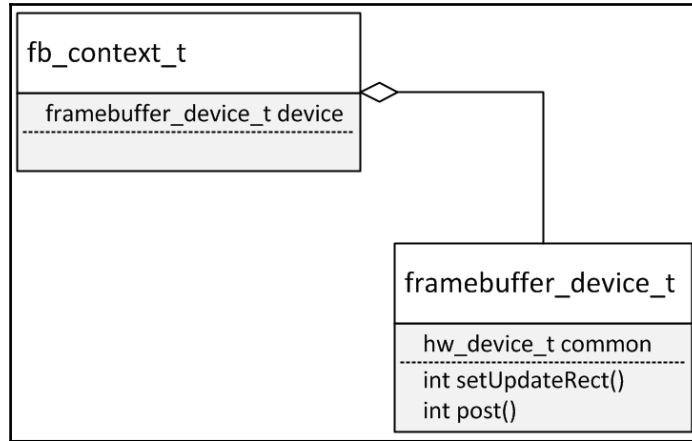 fb_context_t
framebuffer_device_t device
framebuffer_device_t
hw_device_t common
int setUpdateRect()
int post()